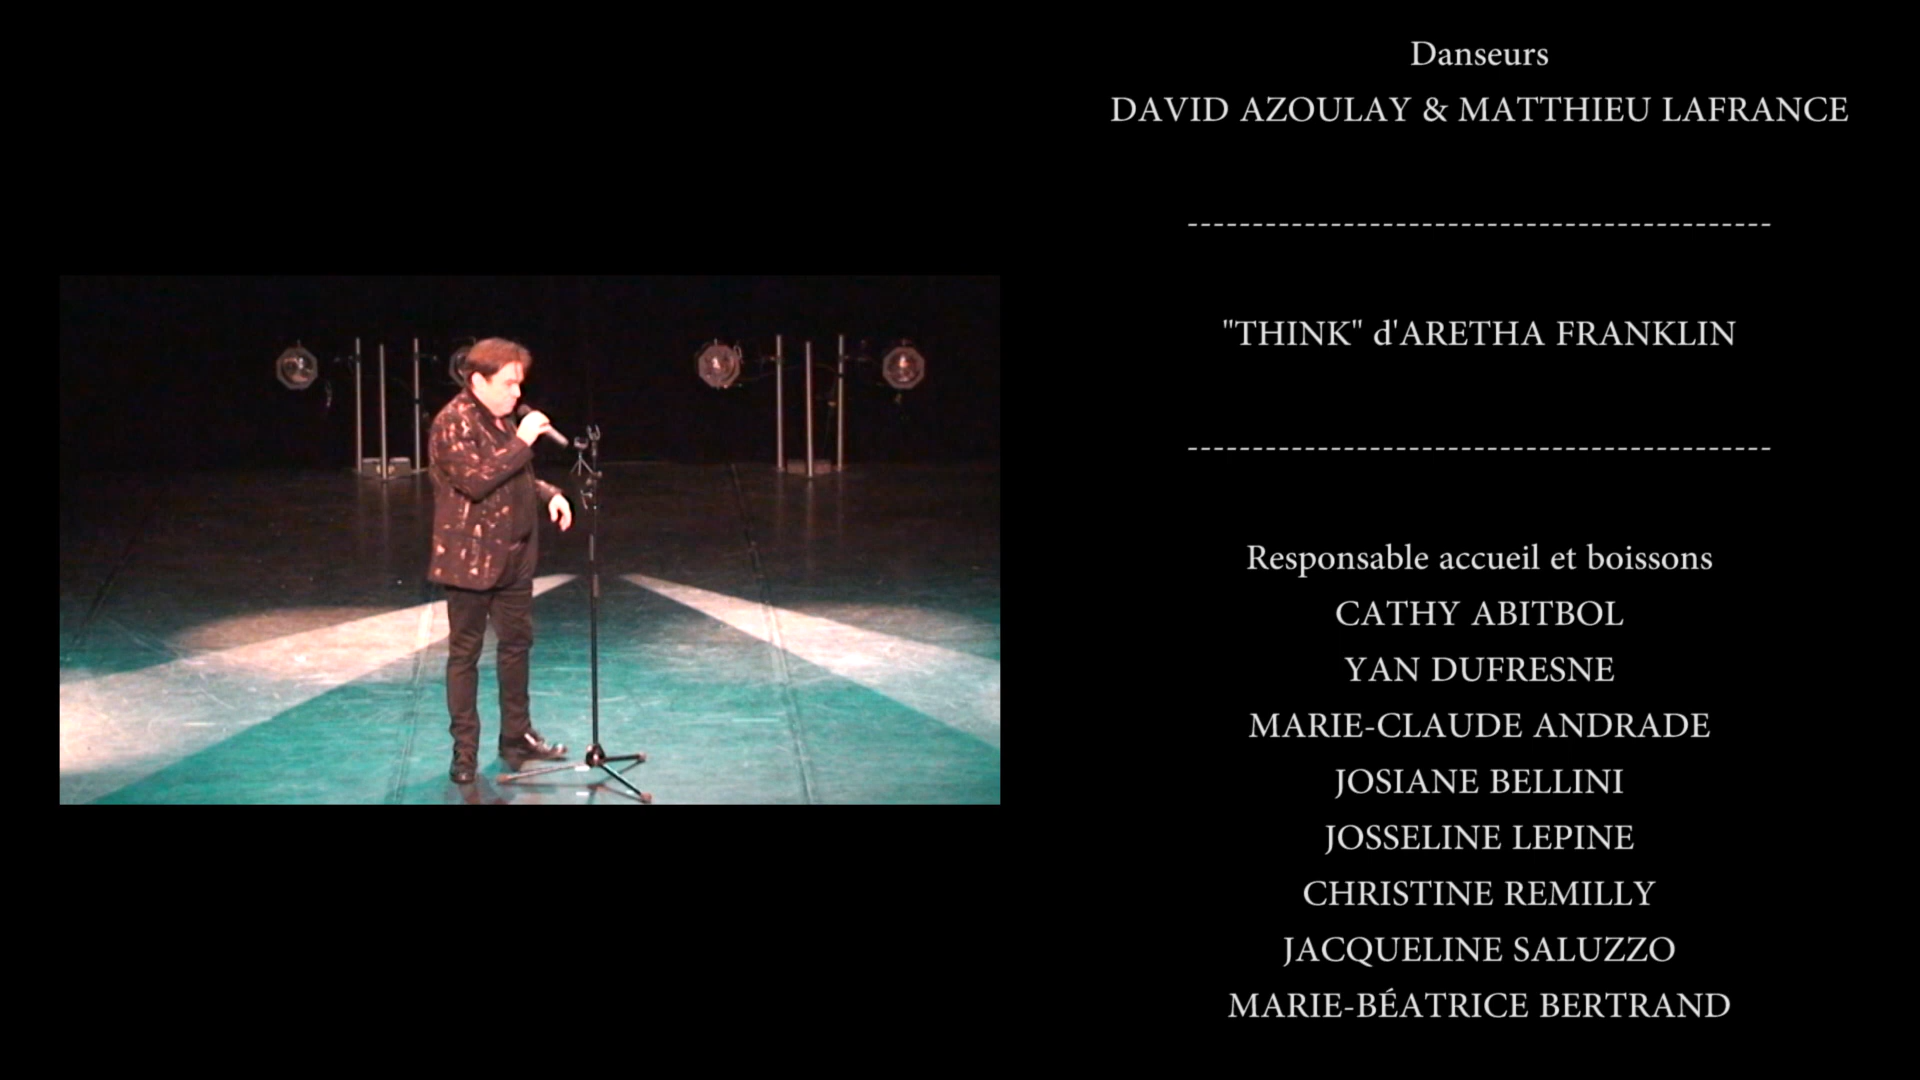 Danseurs
DAVID AZOULAY & MATTHIEU LAFRANCE
---------------------------------------------
"THINK" d'ARETHA FRANKLIN
---------------------------------------------
Responsable accueil et boissons
CATHY ABITBOL
YAN DUFRESNE
MARIE-CLAUDE ANDRADE
JOSIANE BELLINI
JOSSELINE LEPINE
CHRISTINE REMILLY
JACQUELINE SALUZZO
MARIE-BÉATRICE BERTRAND